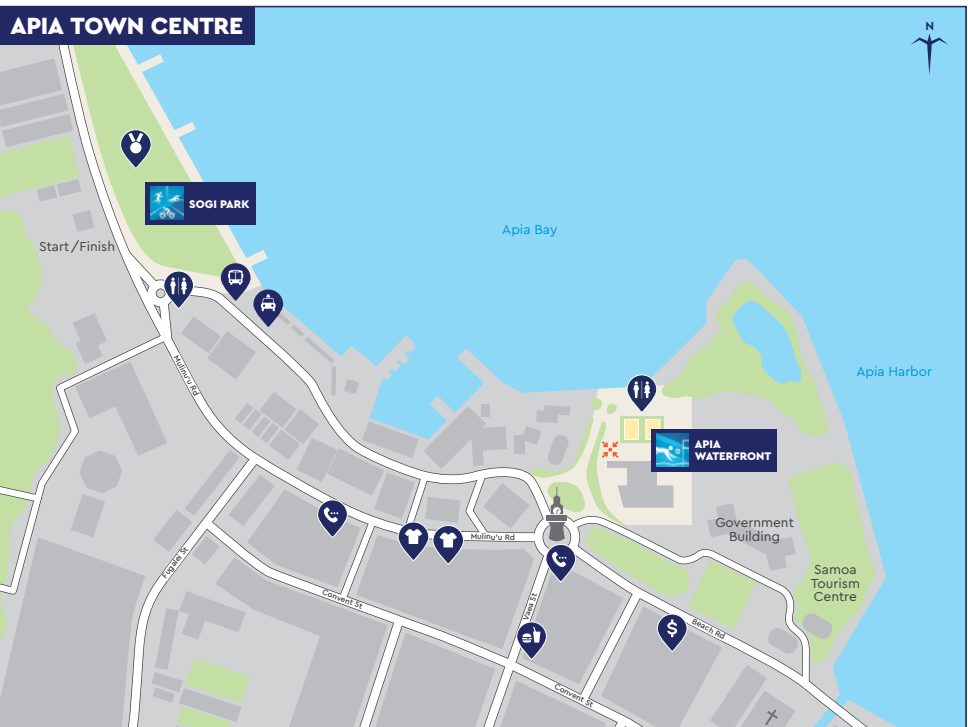 APIA TOWN CENTRE
N
SOGI PARK
Start/Finish
Apia Bay
Apia Harbor
Mulinu'u Rd
APIA
WATERFRONT
Mulinu'u Rd
Government
Building
Fugalei St
Samoa
Tourism
Centre
Convent St
Vaea St
Beach Rd
$
Convent St